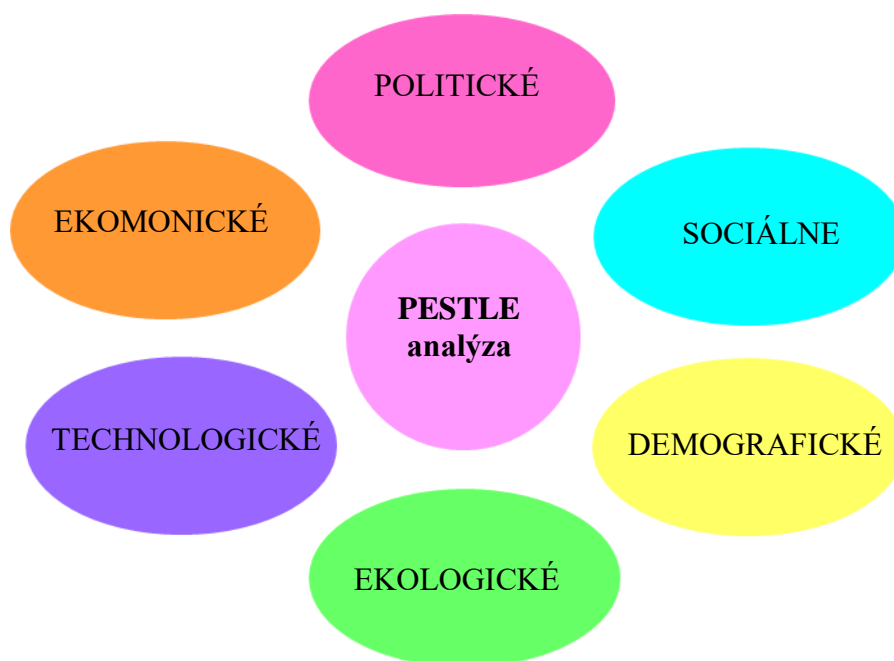 POLITICKÉ
EKOMONICKÉ
SOCIÁLNE
PESTLE
analýza
TECHNOLOGICKÉ
DEMOGRAFICKÉ
EKOLOGICKÉ